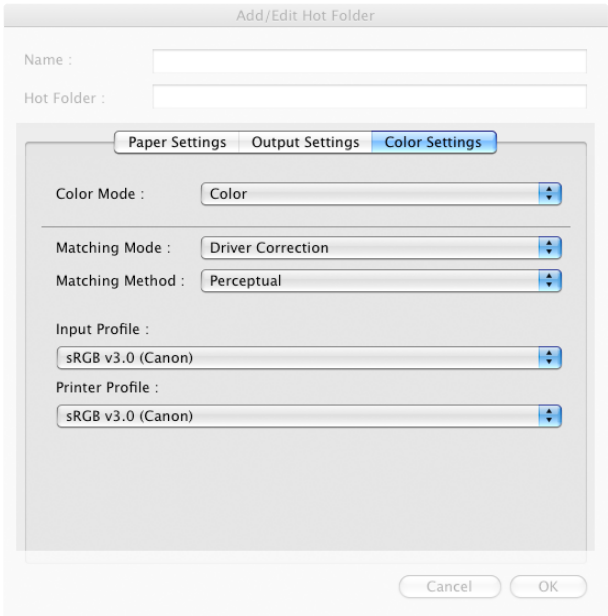 Add/Edit Hot Folder
Name :
Hot Folder :
Paper Settings Output Settings Color Settings
Color Mode : Color
Matching Mode : Driver Correction
Matching Method : Perceptual
Input Profile :
sRGB v3.0 (Canon)
Printer Profile :
sRGB v3.0 (Canon)
Cancel OK